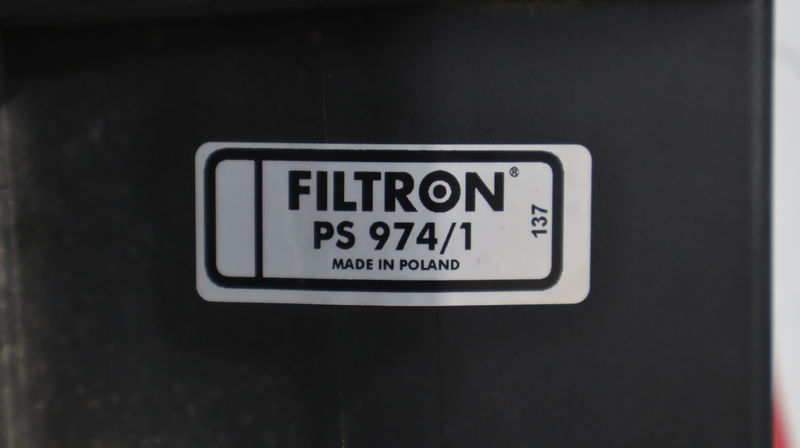 FILTRON®
PS 974/1
MADE IN POLAND
137